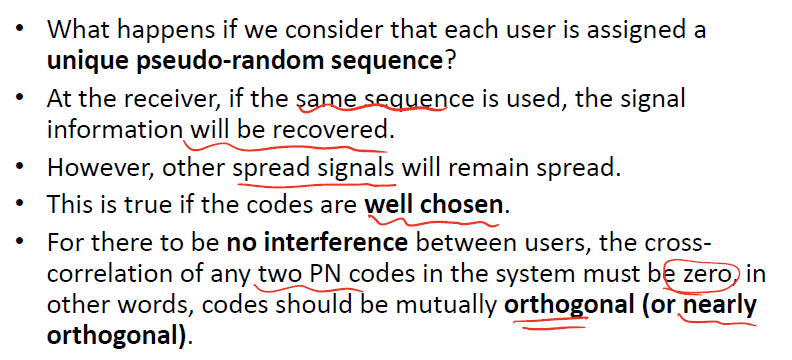 • What happens if we consider that each user is assigned a
unique pseudo-random sequence?
• At the receiver, if the same sequence is used, the signal
information will be recovered.
• However, other spread signals will remain spread.
• This is true if the codes are well chosen.
• For there to be no interference between users, the cross-
correlation of any two PN codes in the system must be zero, in
other words, codes should be mutually orthogonal (or nearly
orthogonal).